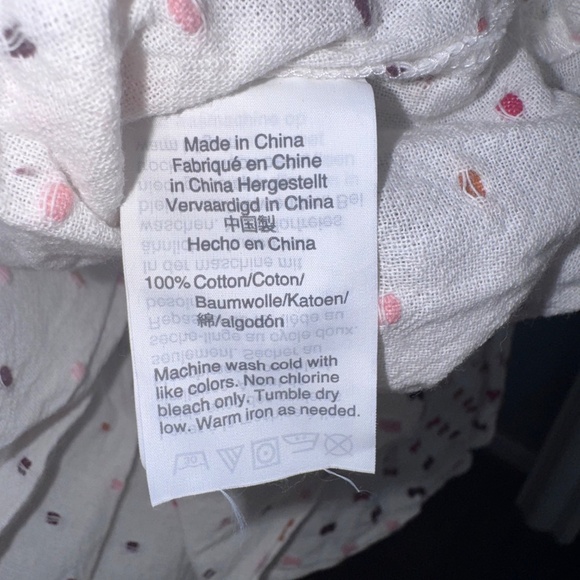 Made in China
Fabriqué en Chine
in China Hergestellt
Vervaardigd in China
中国製
Hecho en China
100% Cotton/Coton/
Baumwolle/Katoen/
綿/algodón
Machine wash cold with
like colors. Non chlorine
bleach only. Tumble dry
low. Warm iron as needed.